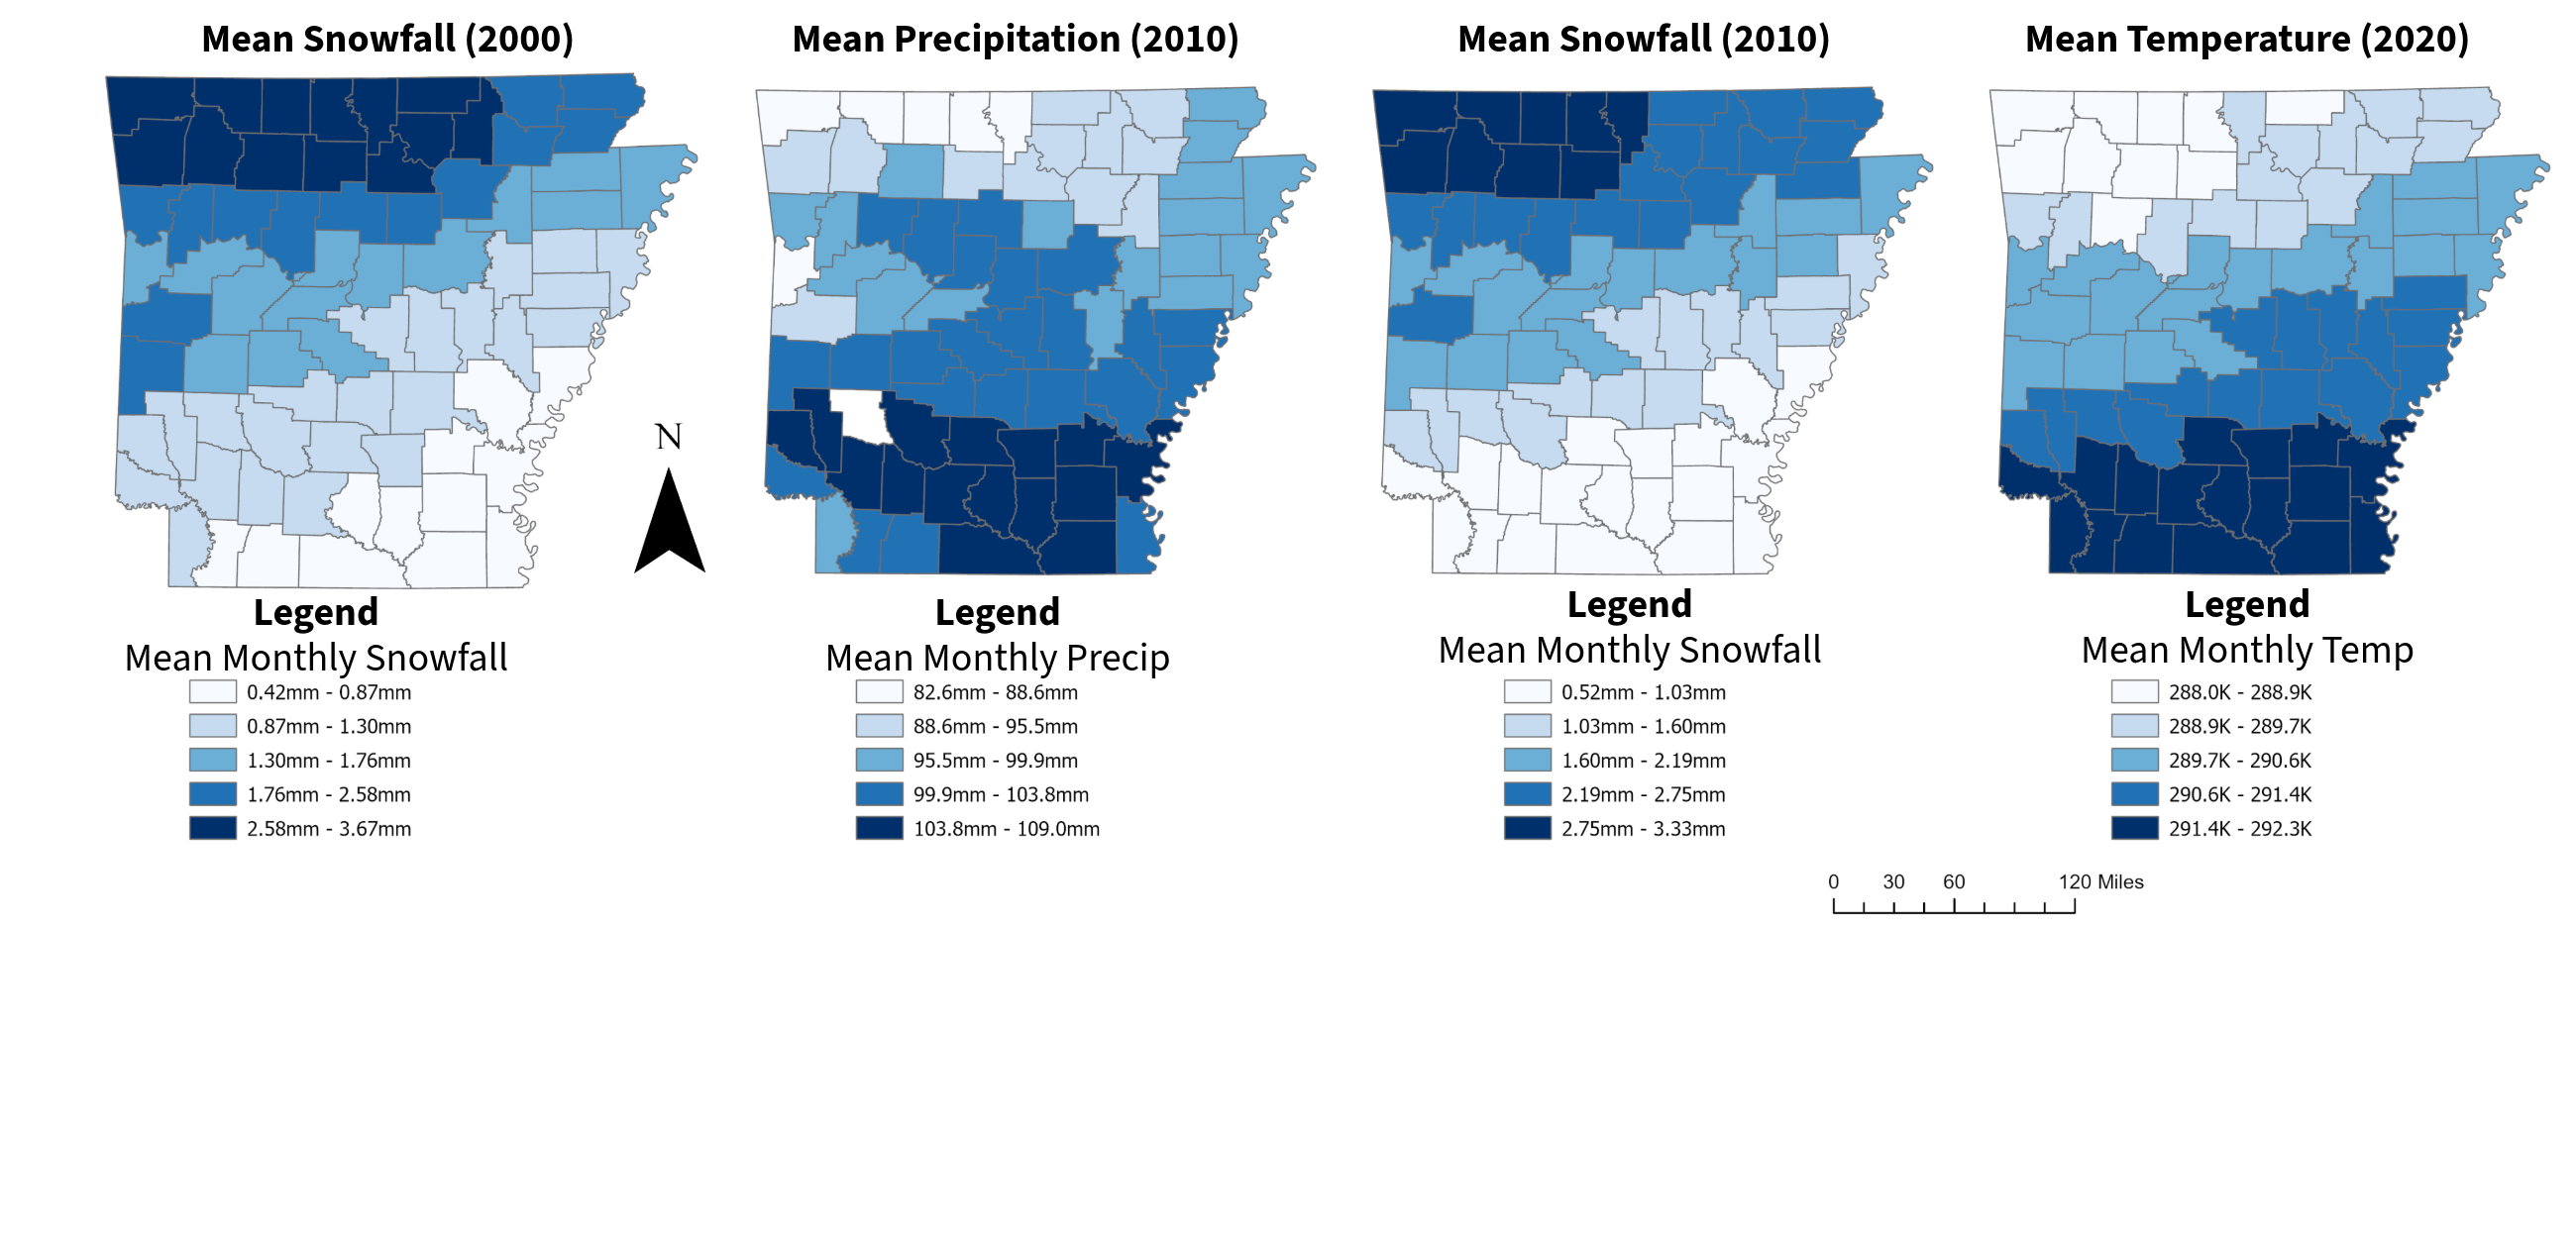 Mean Snowfall (2000)
Mean Precipitation (2010)
Mean Snowfall (2010)
Mean Temperature (2020)
N
Legend
Mean Monthly Snowfall
0.42mm - 0.87mm
0.87mm - 1.30mm
1.30mm - 1.76mm
1.76mm - 2.58mm
2.58mm - 3.67mm
Legend
Mean Monthly Precip
82.6mm - 88.6mm
88.6mm - 95.5mm
95.5mm - 99.9mm
99.9mm - 103.8mm
103.8mm - 109.0mm
Legend
Mean Monthly Snowfall
0.52mm - 1.03mm
1.03mm - 1.60mm
1.60mm - 2.19mm
2.19mm - 2.75mm
2.75mm - 3.33mm
Legend
Mean Monthly Temp
288.0K - 288.9K
288.9K - 289.7K
289.7K - 290.6K
290.6K - 291.4K
291.4K - 292.3K
0 30 60 120 Miles